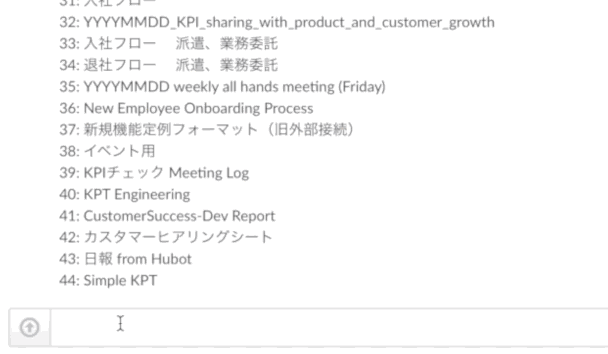 31: 入社フロー
32: YYYYMMDD_KPI_sharing_with_product_and_customer_growth
33: 入社フロー　派遣、業務委託
34: 退社フロー　派遣、業務委託
35: YYYYMMDD weekly all hands meeting (Friday)
36: New Employee Onboarding Process
37: 新規機能定例フォーマット（旧外部接続）
38: イベント用
39: KPIチェック Meeting Log
40: KPT Engineering
41: CustomerSuccess-Dev Report
42: カスタマーヒアリングシート
43: 日報 from Hubot
44: Simple KPT